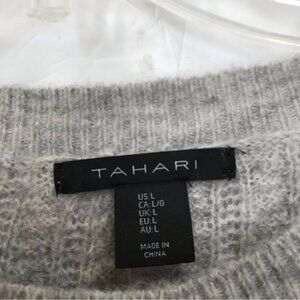 TAHARI
US:L
CA:L/G
UK:L
EU:L
AU:L
MADE IN
CHINA